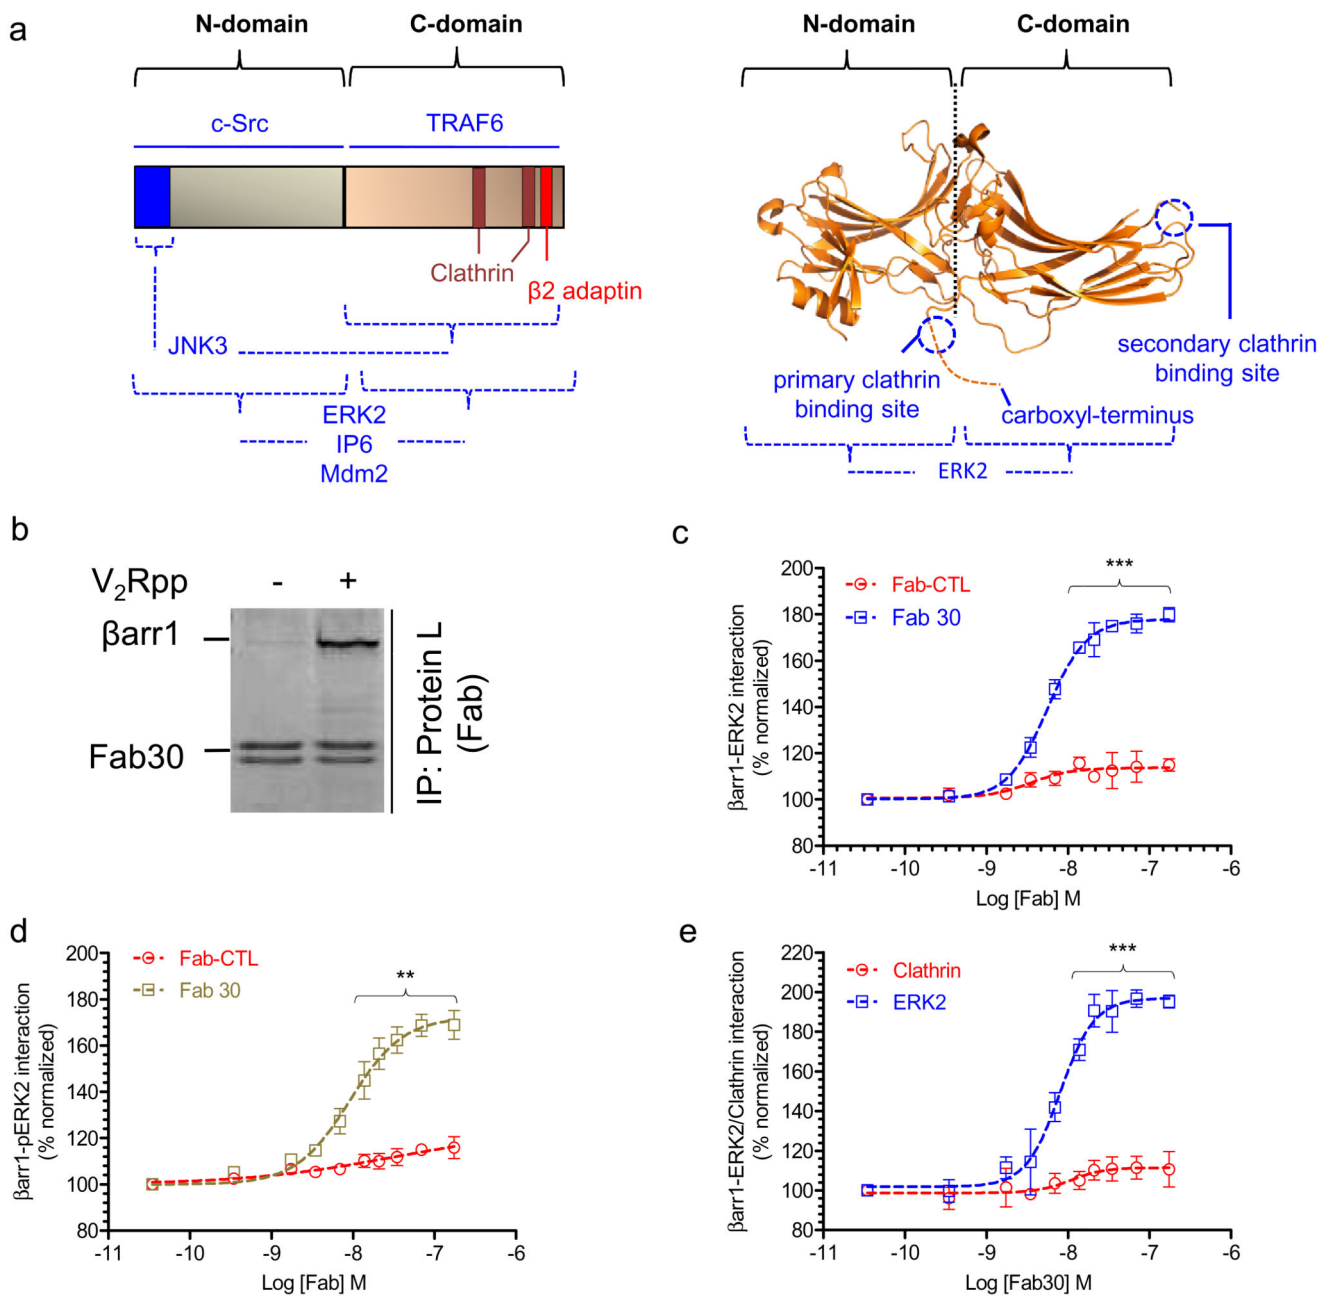 a
N-domain
C-domain
c-Src
TRAF6
Clathrin
β2 adaptin
JNK3
ERK2
IP6
Mdm2
N-domain
C-domain
primary clathrin
binding site
secondary clathrin
binding site
carboxyl-terminus
ERK2
b
V₂Rpp - +
βarr1
Fab30
IP: Protein L
(Fab)
c
Fab-CTL
Fab 30
***
βarr1-ERK2 interaction
(% normalized)
200
180
160
140
120
100
80
-11 -10 -9 -8 -7 -6
Log [Fab] M
d
Fab-CTL
Fab 30
**
βarr1-pERK2 interaction
(% normalized)
200
180
160
140
120
100
80
-11 -10 -9 -8 -7 -6
Log [Fab] M
e
Clathrin
ERK2
***
βarr1-ERK2/Clathrin interaction
(% normalized)
220
200
180
160
140
120
100
80
-11 -10 -9 -8 -7 -6
Log [Fab30] M